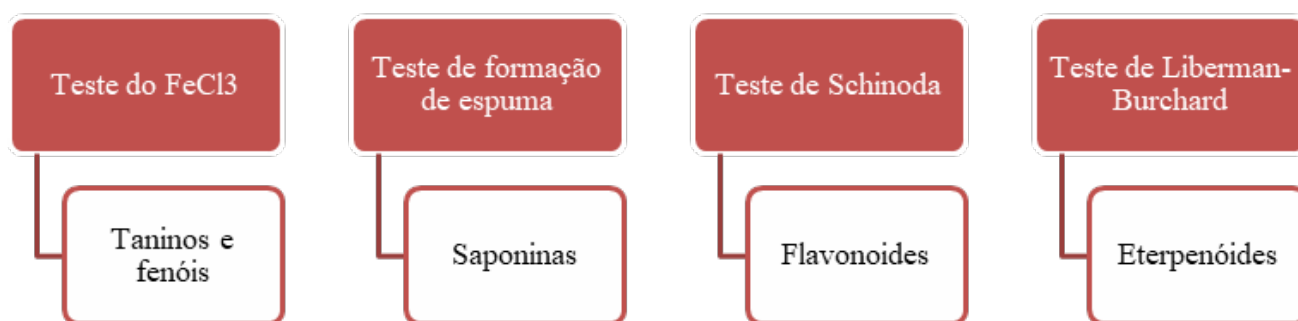 Teste do FeCl3
Taninos e
fenóis
Teste de formação
de espuma
Saponinas
Teste de Schinoda
Flavonoides
Teste de Liberman-
Burchard
Eterpenóides